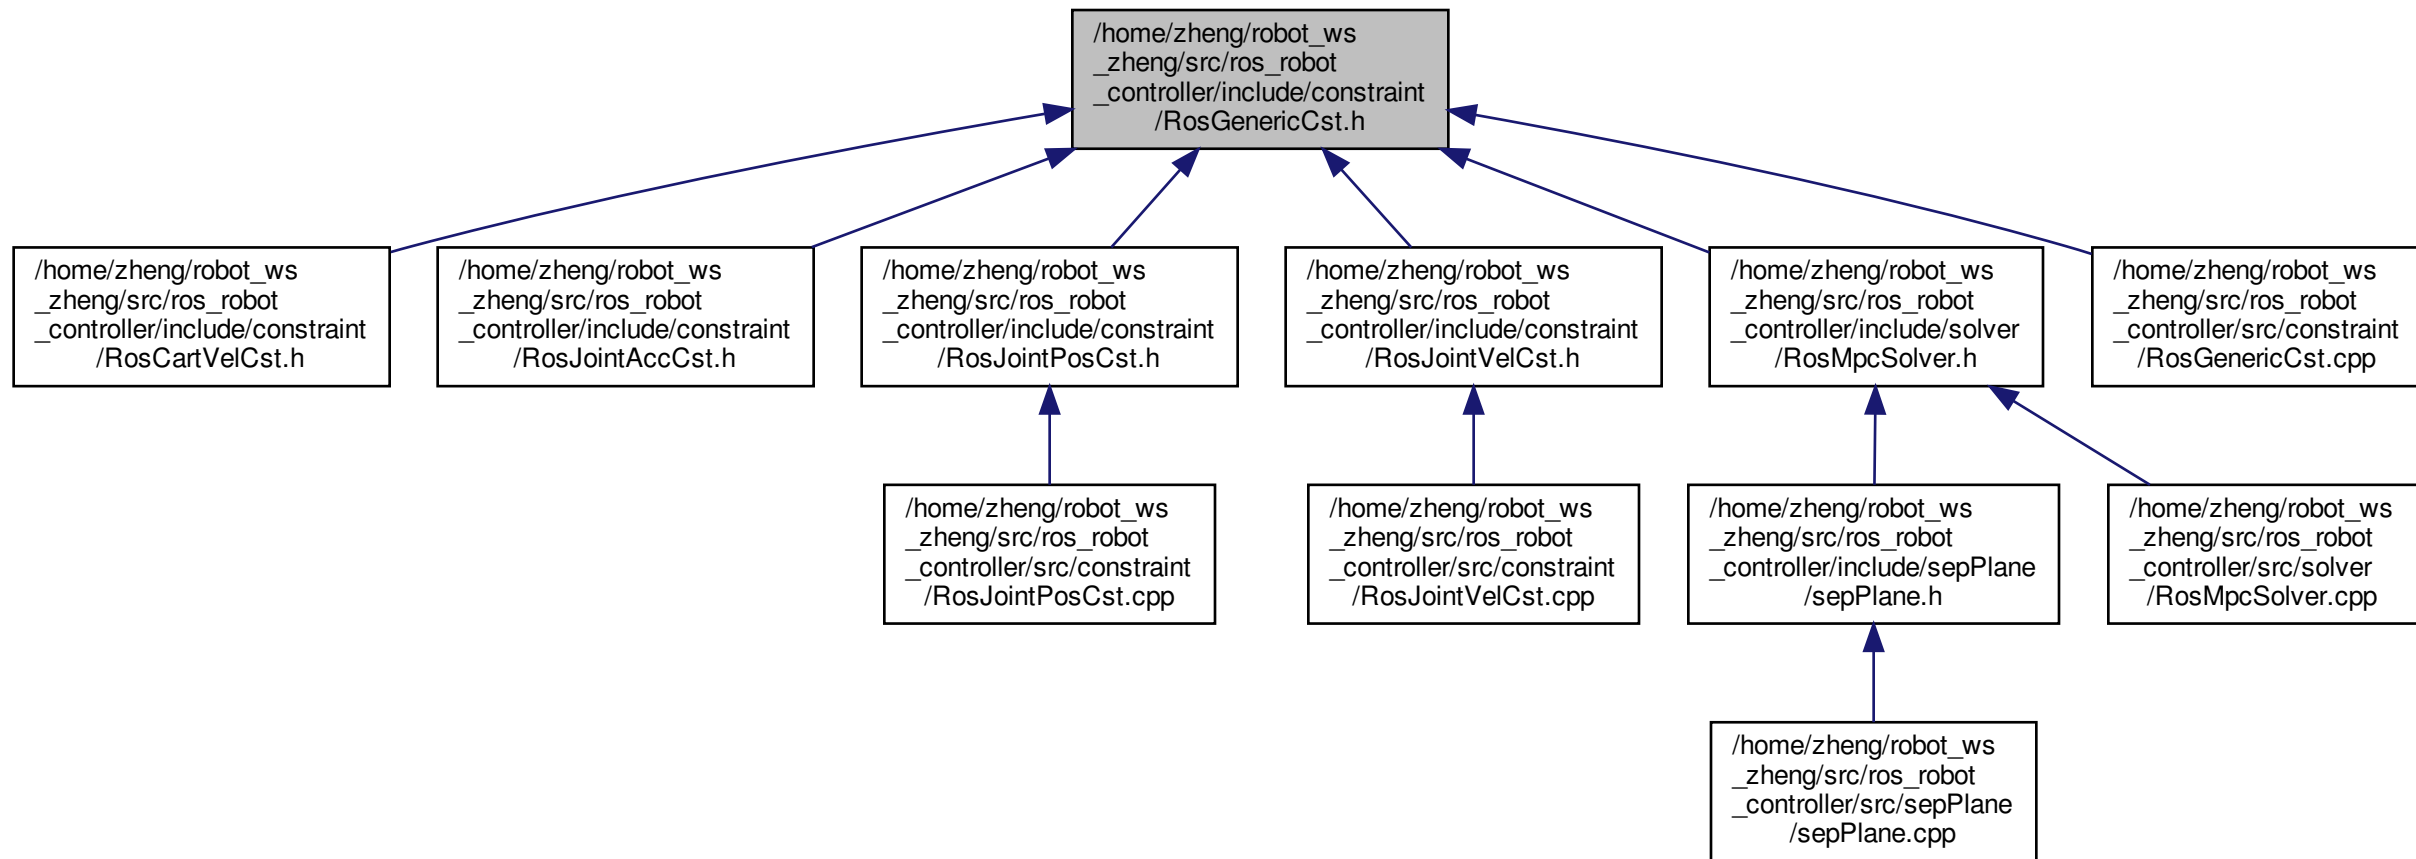 /home/zheng/robot_ws
_zheng/src/ros_robot
_controller/include/constraint
/RosGenericCst.h
/home/zheng/robot_ws
_zheng/src/ros_robot
_controller/include/constraint
/RosCartVelCst.h
/home/zheng/robot_ws
_zheng/src/ros_robot
_controller/include/constraint
/RosJointAccCst.h
/home/zheng/robot_ws
_zheng/src/ros_robot
_controller/include/constraint
/RosJointPosCst.h
/home/zheng/robot_ws
_zheng/src/ros_robot
_controller/include/constraint
/RosJointVelCst.h
/home/zheng/robot_ws
_zheng/src/ros_robot
_controller/include/solver
/RosMpcSolver.h
/home/zheng/robot_ws
_zheng/src/ros_robot
_controller/src/constraint
/RosGenericCst.cpp
/home/zheng/robot_ws
_zheng/src/ros_robot
_controller/src/constraint
/RosJointPosCst.cpp
/home/zheng/robot_ws
_zheng/src/ros_robot
_controller/src/constraint
/RosJointVelCst.cpp
/home/zheng/robot_ws
_zheng/src/ros_robot
_controller/include/sepPlane
/sepPlane.h
/home/zheng/robot_ws
_zheng/src/ros_robot
_controller/src/solver
/RosMpcSolver.cpp
/home/zheng/robot_ws
_zheng/src/ros_robot
_controller/src/sepPlane
/sepPlane.cpp